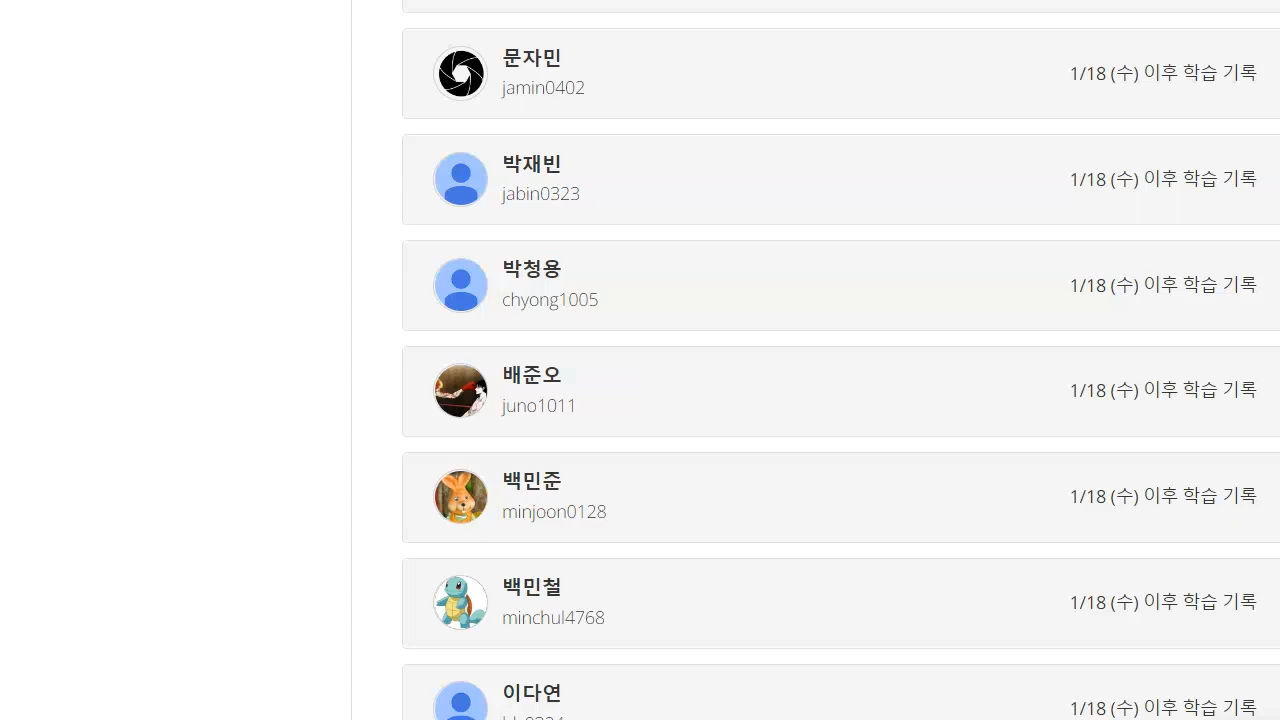 문자민
jamin0402
1/18 (수) 이후 학습 기록
박재빈
jabin0323
1/18 (수) 이후 학습 기록
박청용
chyong1005
1/18 (수) 이후 학습 기록
배준오
juno1011
1/18 (수) 이후 학습 기록
백민준
minjoon0128
1/18 (수) 이후 학습 기록
백민철
minchul4768
1/18 (수) 이후 학습 기록
이다연
1/18 (수) 이후 학습 기록